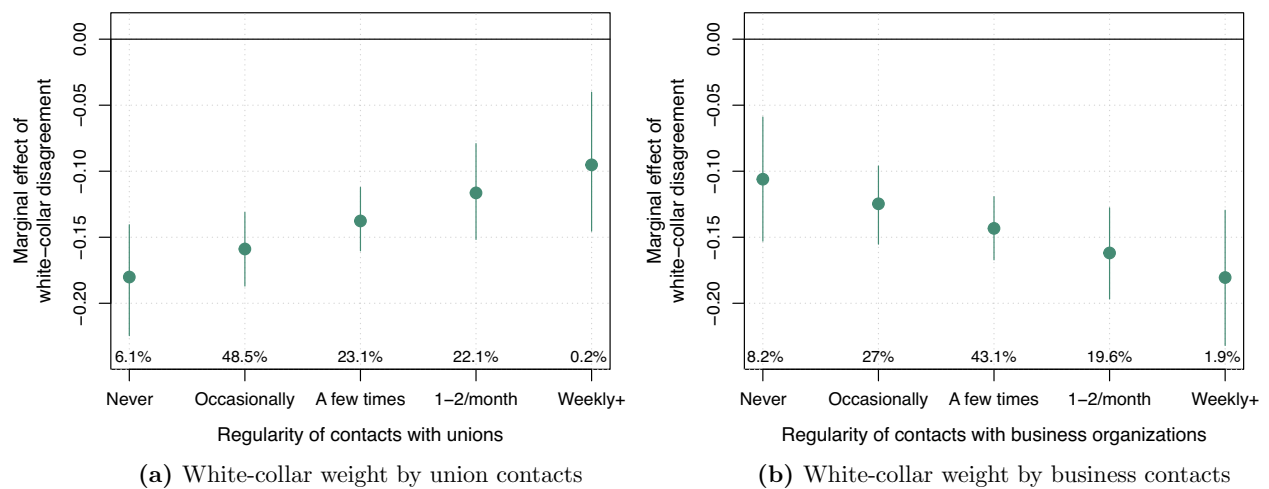 Marginal effect of
white−collar disagreement
0.00
−0.05
−0.10
−0.15
−0.20
6.1% 48.5% 23.1% 22.1% 0.2%
Never Occasionally A few times 1−2/month Weekly+
Regularity of contacts with unions
(a) White-collar weight by union contacts
Marginal effect of
white−collar disagreement
0.00
−0.05
−0.10
−0.15
−0.20
8.2% 27% 43.1% 19.6% 1.9%
Never Occasionally A few times 1−2/month Weekly+
Regularity of contacts with business organizations
(b) White-collar weight by business contacts